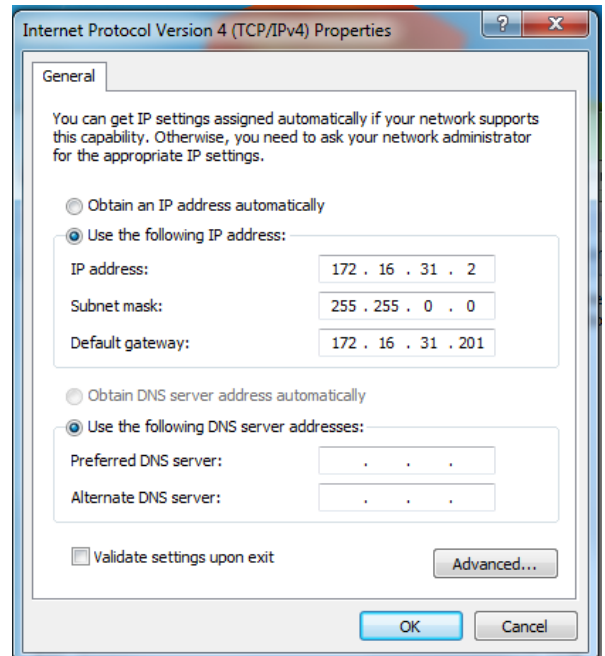 Internet Protocol Version 4 (TCP/IPv4) Properties
General
You can get IP settings assigned automatically if your network supports
this capability. Otherwise, you need to ask your network administrator
for the appropriate IP settings.
Obtain an IP address automatically
Use the following IP address:
IP address: 172 . 16 . 31 . 2
Subnet mask: 255 . 255 . 0 . 0
Default gateway: 172 . 16 . 31 . 201
Obtain DNS server address automatically
Use the following DNS server addresses:
Preferred DNS server: . . .
Alternate DNS server: . . .
Validate settings upon exit
Advanced...
OK Cancel